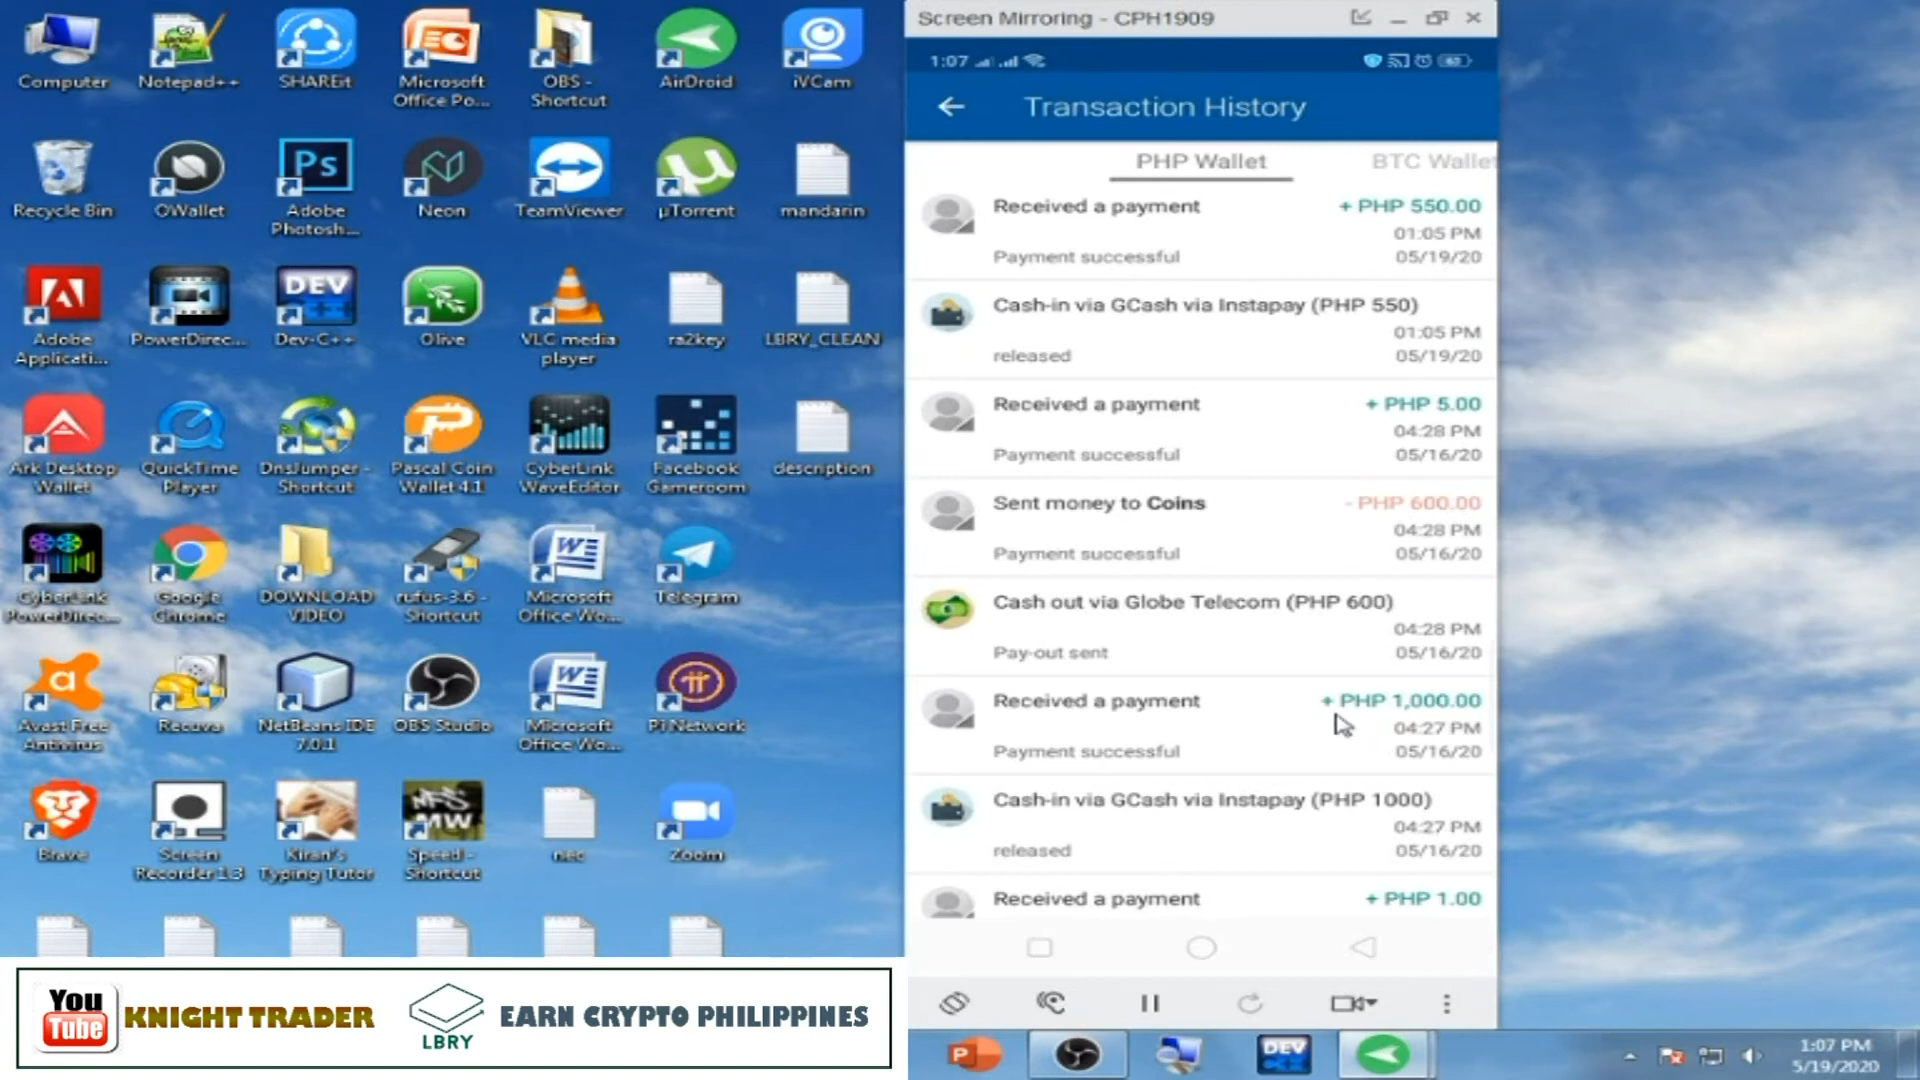 Computer
Notepad++
SHAREit
Microsoft
Office Po...
OBS -
Shortcut
AirDroid
iVCam
Recycle Bin
OWallet
Ps
Adobe
Photosh...
Neon
TeamViewer
µTorrent
mandarin
Adobe
Applicati...
PowerDirec...
DEV
Dev-C++
Olive
VLC media
player
ra2key
LBRY_CLEAN
Ark Desktop
Wallet
QuickTime
Player
DnsJumper -
Shortcut
Pascal Coin
Wallet 4.1
CyberLink
WaveEditor
Facebook
Gameroom
description
CyberLink
PowerDirec...
Google
Chrome
DOWNLOAD
VIDEO
rufus-3.6 -
Shortcut
Microsoft
Office Wo...
Telegram
Avast Free
Antivirus
Recuva
NetBeans IDE
7.0.1
OBS Studio
Microsoft
Office Wo...
Pi Network
Brave
Screen
Recorder 1.3
Kiran's
Typing Tutor
NFS
MW
Speed -
Shortcut
nec
Zoom
You
Tube
KNIGHT TRADER
LBRY
EARN CRYPTO PHILIPPINES
Screen Mirroring - CPH1909
1:07
Transaction History
PHP Wallet
BTC Wallet
Received a payment + PHP 550.00
01:05 PM
Payment successful 05/19/20
Cash-in via GCash via Instapay (PHP 550)
01:05 PM
released 05/19/20
Received a payment + PHP 5.00
04:28 PM
Payment successful 05/16/20
Sent money to Coins - PHP 600.00
04:28 PM
Payment successful 05/16/20
Cash out via Globe Telecom (PHP 600)
04:28 PM
Pay-out sent 05/16/20
Received a payment + PHP 1,000.00
04:27 PM
Payment successful 05/16/20
Cash-in via GCash via Instapay (PHP 1000)
04:27 PM
released 05/16/20
Received a payment + PHP 1.00
DEV
1:07 PM
5/19/2020